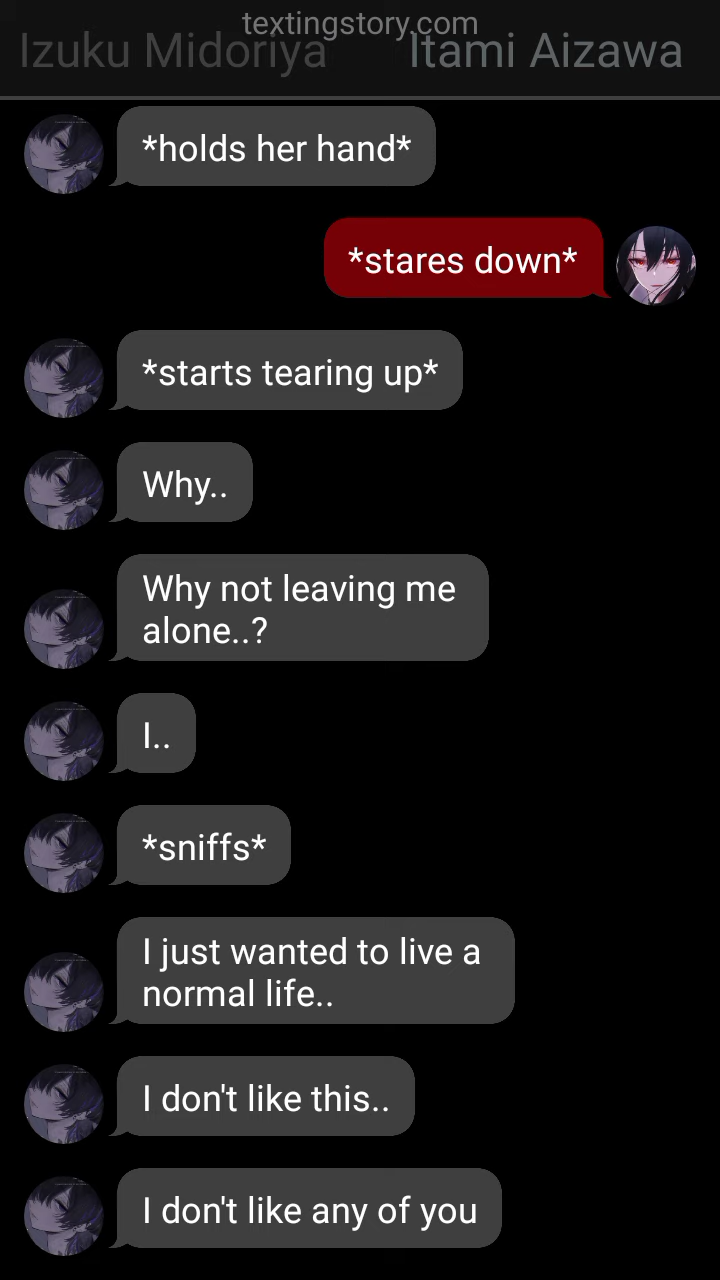 textingstory.com
Izuku Midoriya
Itami Aizawa
*holds her hand*
*stares down*
*starts tearing up*
Why..
Why not leaving me
alone..?
I..
*sniffs*
I just wanted to live a
normal life..
I don't like this..
I don't like any of you